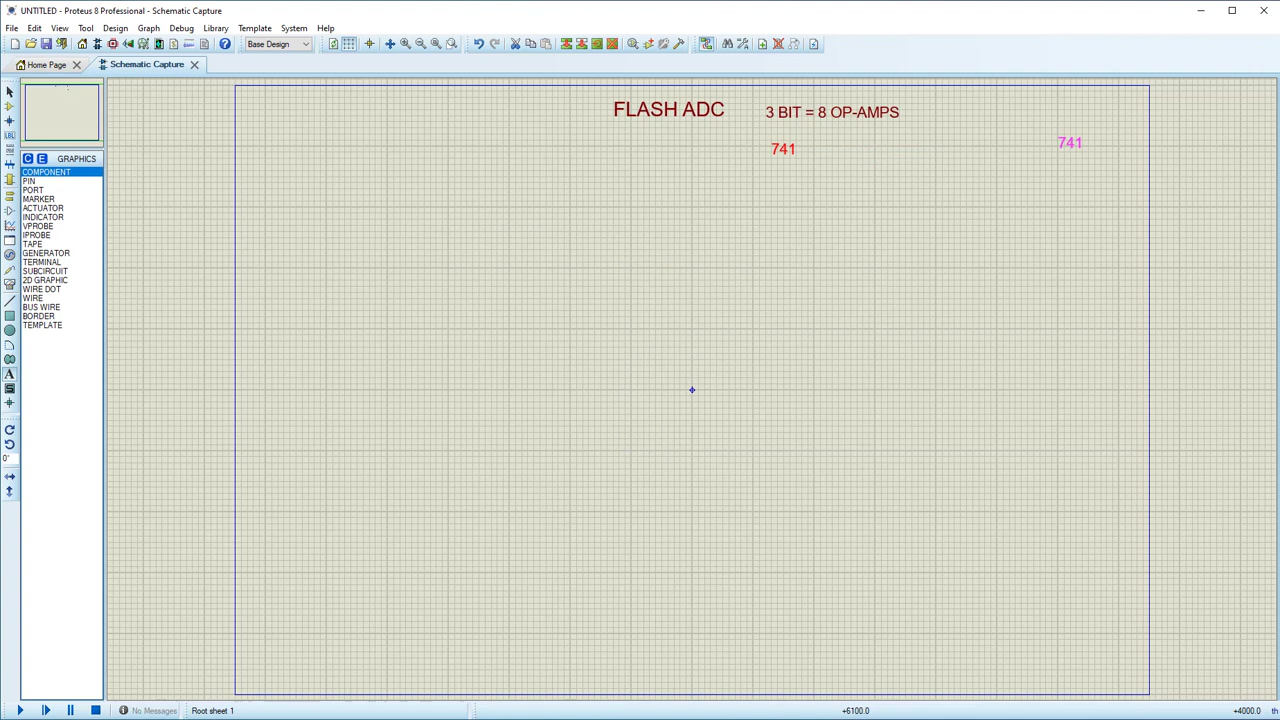 UNTITLED - Proteus 8 Professional - Schematic Capture
File Edit View Tool Design Graph Debug Library Template System Help
Base Design
Home Page Schematic Capture
FLASH ADC 3 BIT = 8 OP-AMPS
741 741
LBL
C E GRAPHICS
COMPONENT
PIN
PORT
MARKER
ACTUATOR
INDICATOR
VPROBE
IPROBE
TAPE
GENERATOR
TERMINAL
SUBCIRCUIT
2D GRAPHIC
WIRE DOT
WIRE
BUS WIRE
BORDER
TEMPLATE
A
S
0°
No Messages Root sheet 1 +6100.0 +4000.0 th